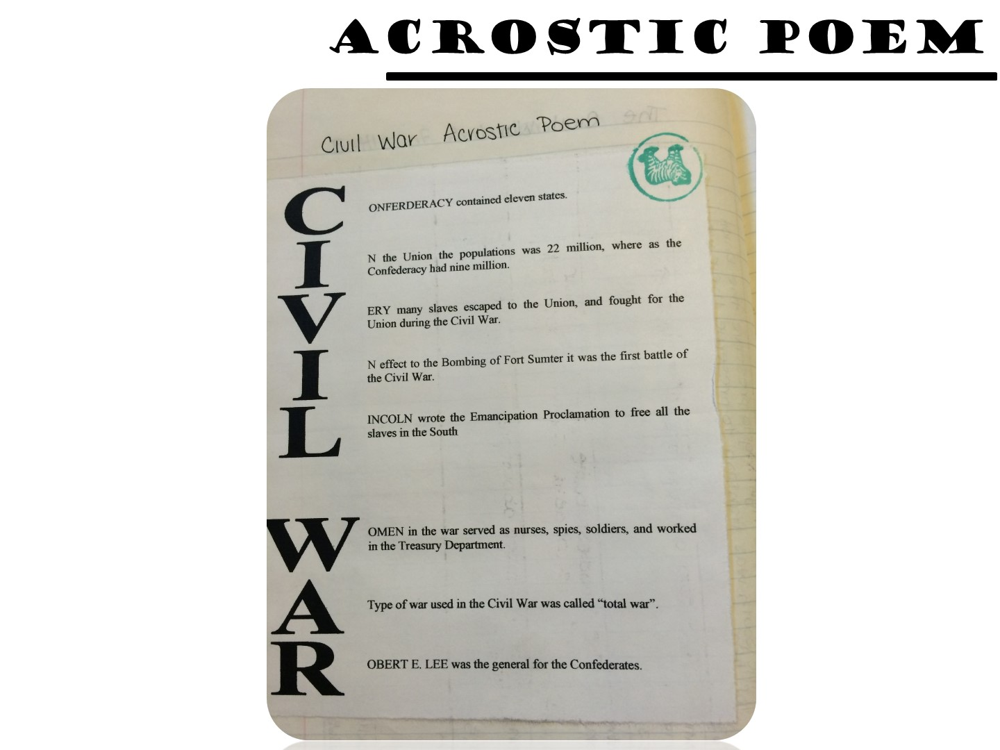 ACROSTIC POEM
Civil War Acrostic Poem
C ONFERDERACY contained eleven states.
I N the Union the populations was 22 million, where as the
Confederacy had nine million.
V ERY many slaves escaped to the Union, and fought for the
Union during the Civil War.
I N effect to the Bombing of Fort Sumter it was the first battle of
the Civil War.
L INCOLN wrote the Emancipation Proclamation to free all the
slaves in the South
W OMEN in the war served as nurses, spies, soldiers, and worked
in the Treasury Department.
A Type of war used in the Civil War was called “total war”.
R OBERT E. LEE was the general for the Confederates.